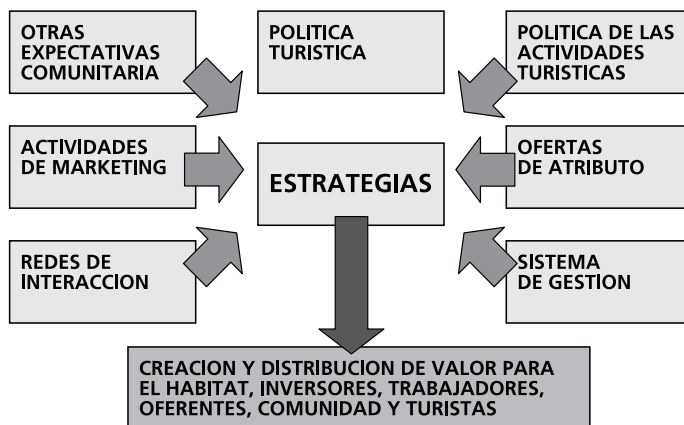 OTRAS
EXPECTATIVAS
COMUNITARIA
POLITICA
TURISTICA
POLITICA DE LAS
ACTIVIDADES
TURISTICAS
ACTIVIDADES
DE MARKETING
ESTRATEGIAS
OFERTAS
DE ATRIBUTO
REDES DE
INTERACCION
SISTEMA
DE GESTION
CREACION Y DISTRIBUCION DE VALOR PARA
EL HABITAT, INVERSORES, TRABAJADORES,
OFERENTES, COMUNIDAD Y TURISTAS